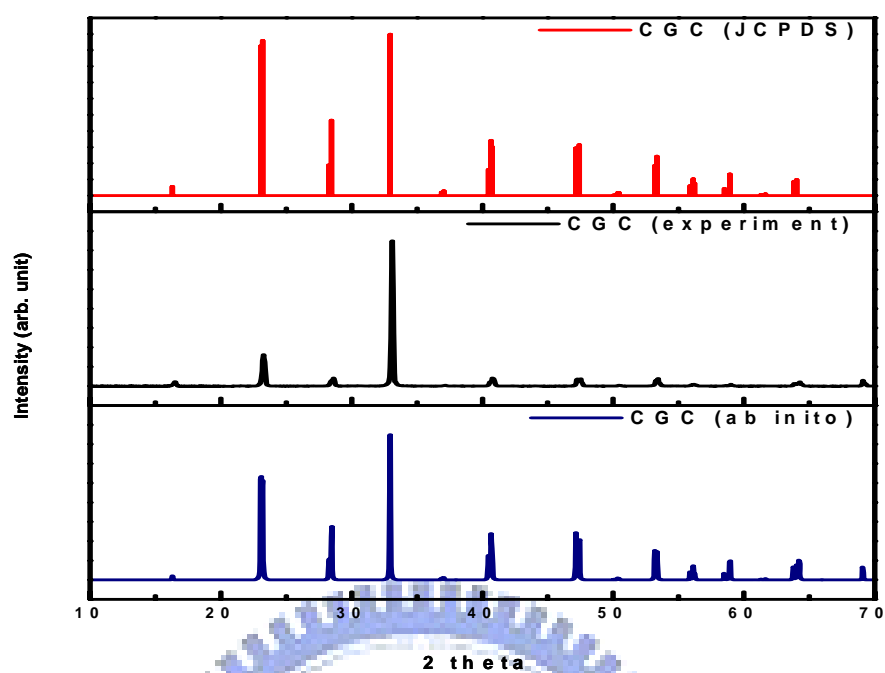 CGC (JCPDS)
CGC (experiment)
CGC (ab inito)
Intensity (arb. unit)
10 20 30 40 50 60 70
2 theta